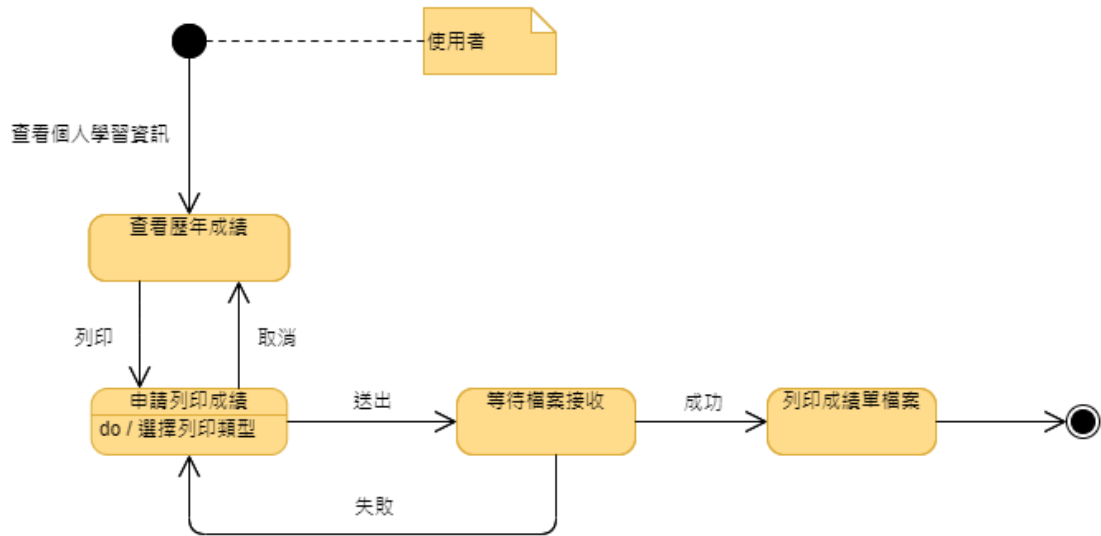 使用者
查看個人學習資訊
查看歷年成績
列印
取消
申請列印成績
do / 選擇列印類型
送出
等待檔案接收
成功
列印成績單檔案
失敗